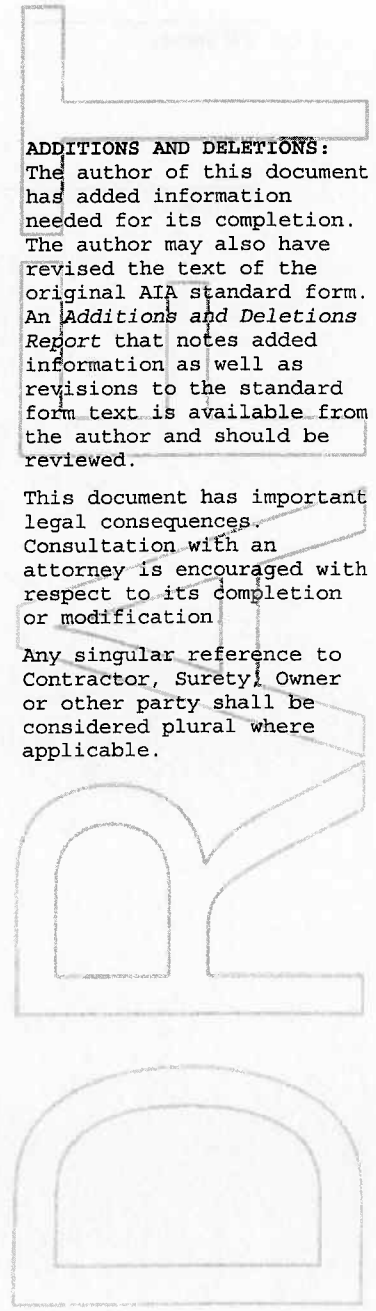 ADDITIONS AND DELETIONS:
The author of this document
has added information
needed for its completion.
The author may also have
revised the text of the
original AIA standard form.
An Additions and Deletions
Report that notes added
information as well as
revisions to the standard
form text is available from
the author and should be
reviewed.
This document has important
legal consequences.
Consultation with an
attorney is encouraged with
respect to its completion
or modification
Any singular reference to
Contractor, Surety, Owner
or other party shall be
considered plural where
applicable.
DRAFT